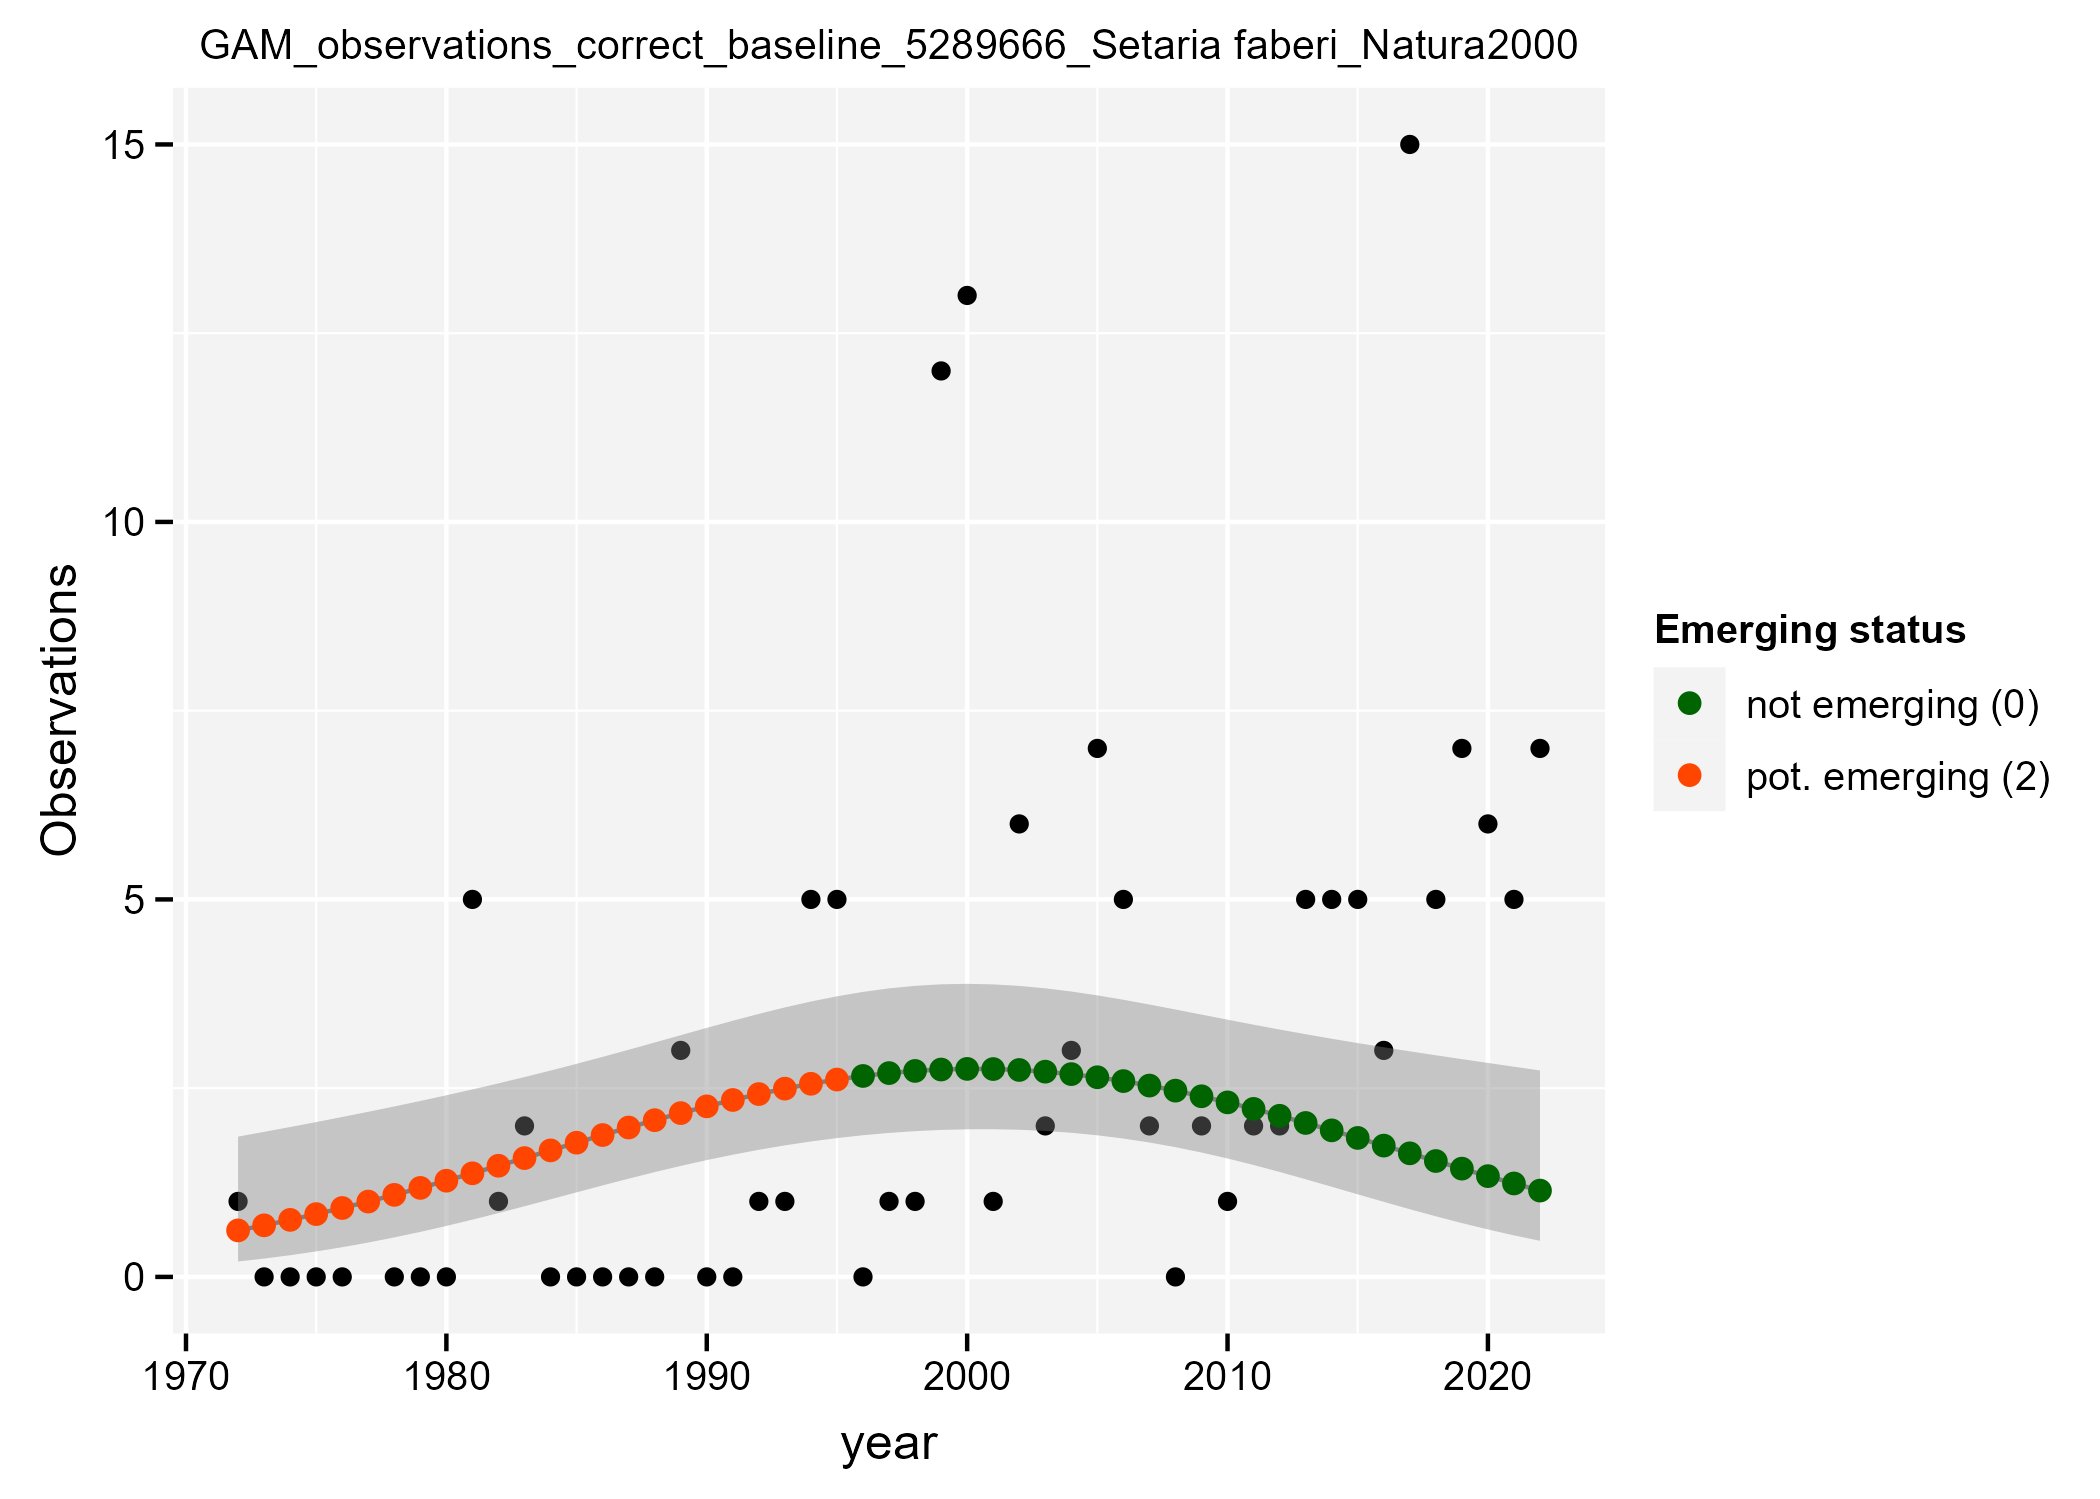 GAM_observations_correct_baseline_5289666_Setaria faberi_Natura2000
15
10
5
0
Observations
1970
1980
1990
2000
2010
2020
year
Emerging status
not emerging (0)
pot. emerging (2)